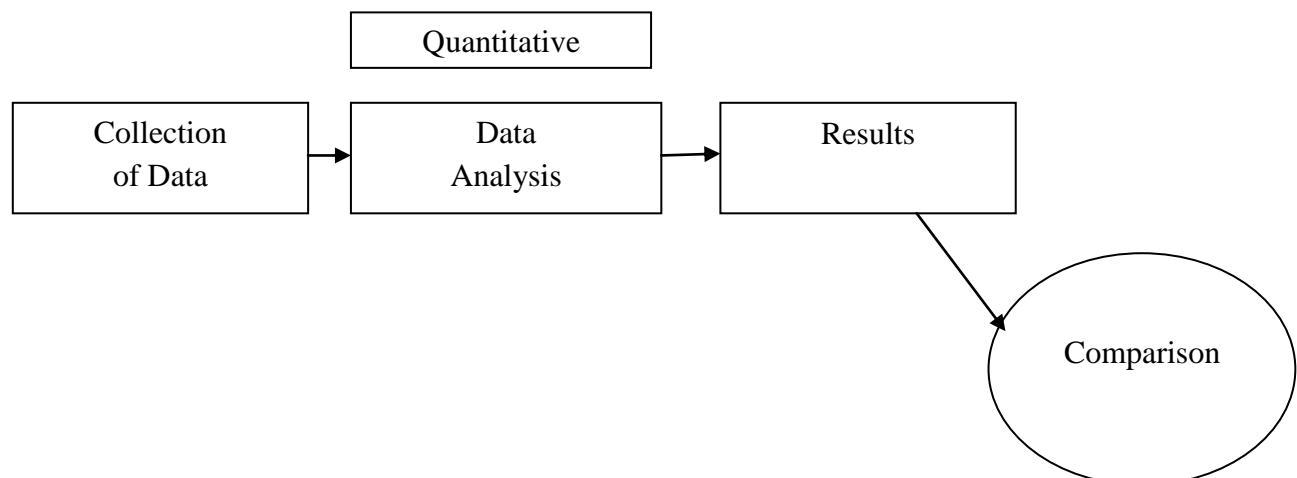 Quantitative
Collection
of Data
Data
Analysis
Results
Comparison